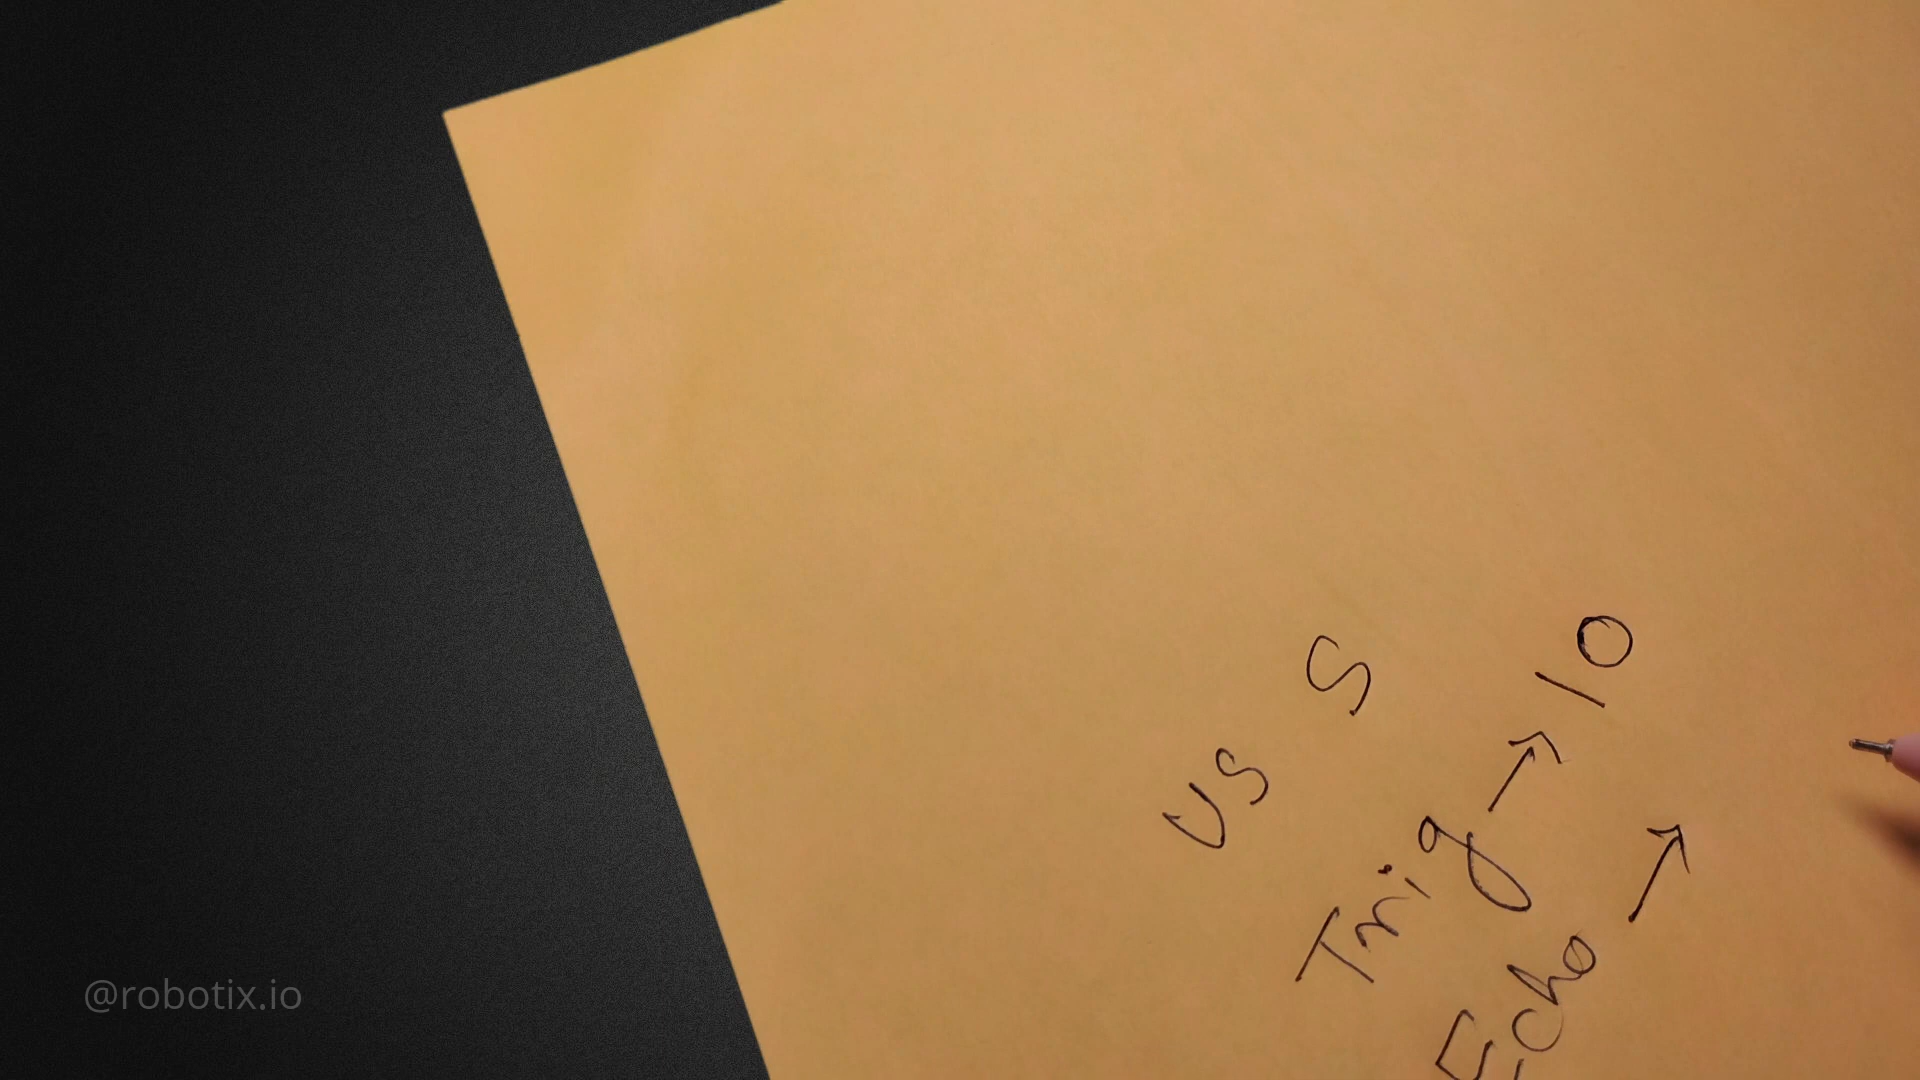 US S
Trig → 10
Echo →
@robotix.io